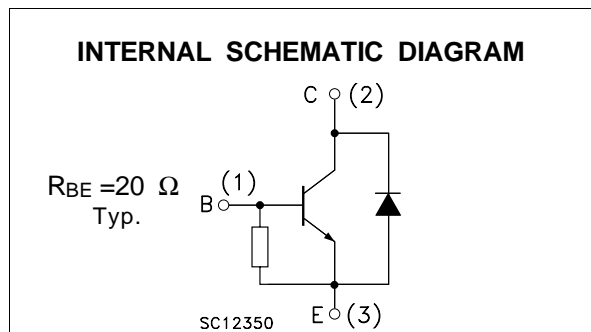 INTERNAL SCHEMATIC DIAGRAM
C (2)
RBE =20 Ω
Typ.
(1)
B
E (3)
SC12350